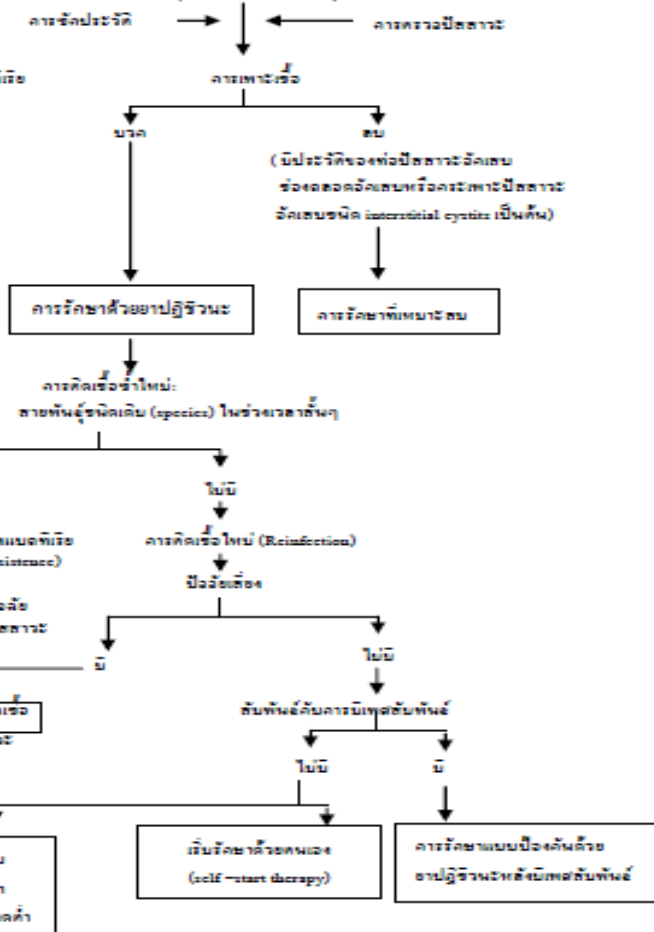 การซักประวัติ
การตรวจปัสสาวะ
การเพาะเชื้อ
บวก
ลบ
( มีประวัติของท่อปัสสาวะอักเสบ
ช่องคลอดอักเสบหรือกระเพาะปัสสาวะ
อักเสบชนิด interstitial cystits เป็นต้น)
การรักษาด้วยยาปฏิชีวนะ
การรักษาที่เหมาะสม
การติดเชื้อซ้ำใหม่:
สายพันธุ์ชนิดเดิม (species) ในช่วงเวลาสั้นๆ
ไม่มี
แบคทีเรีย
การติดเชื้อใหม่ (Reinfection)
sistence)
ปัจจัยเสี่ยง
มี
ไม่มี
สัมพันธ์กับการมีเพศสัมพันธ์
ไม่มี
มี
เริ่มรักษาด้วยตนเอง
(self –start therapy)
การรักษาแบบป้องกันด้วย
ยาปฏิชีวนะหลังมีเพศสัมพันธ์